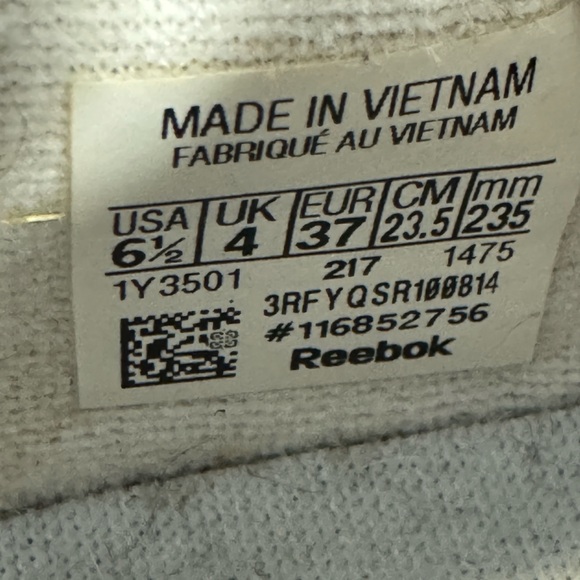 MADE IN VIETNAM
FABRIQUÉ AU VIETNAM
USA UK EUR CM mm
6½ 4 37 23.5 235
1Y3501 217 1475
3RFYQSR100814
#116852756
Reebok